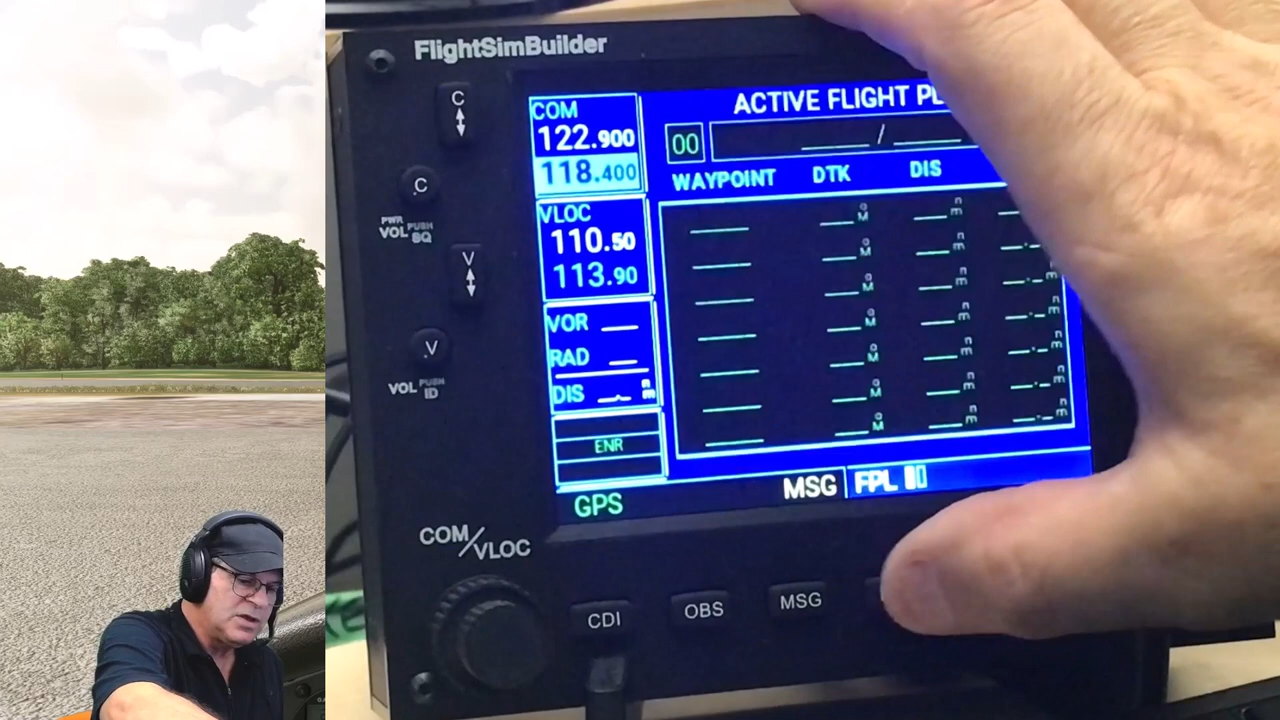 FlightSimBuilder
C
C
PWR
VOL PUSH SQ
V
V
VOL PUSH ID
COM
122.900
118.400
VLOC
110.50
113.90
VOR
RAD
DIS
ENR
GPS
ACTIVE FLIGHT
00
/
WAYPOINT DTK DIS
MSG FPL
COM/VLOC
CDI OBS MSG